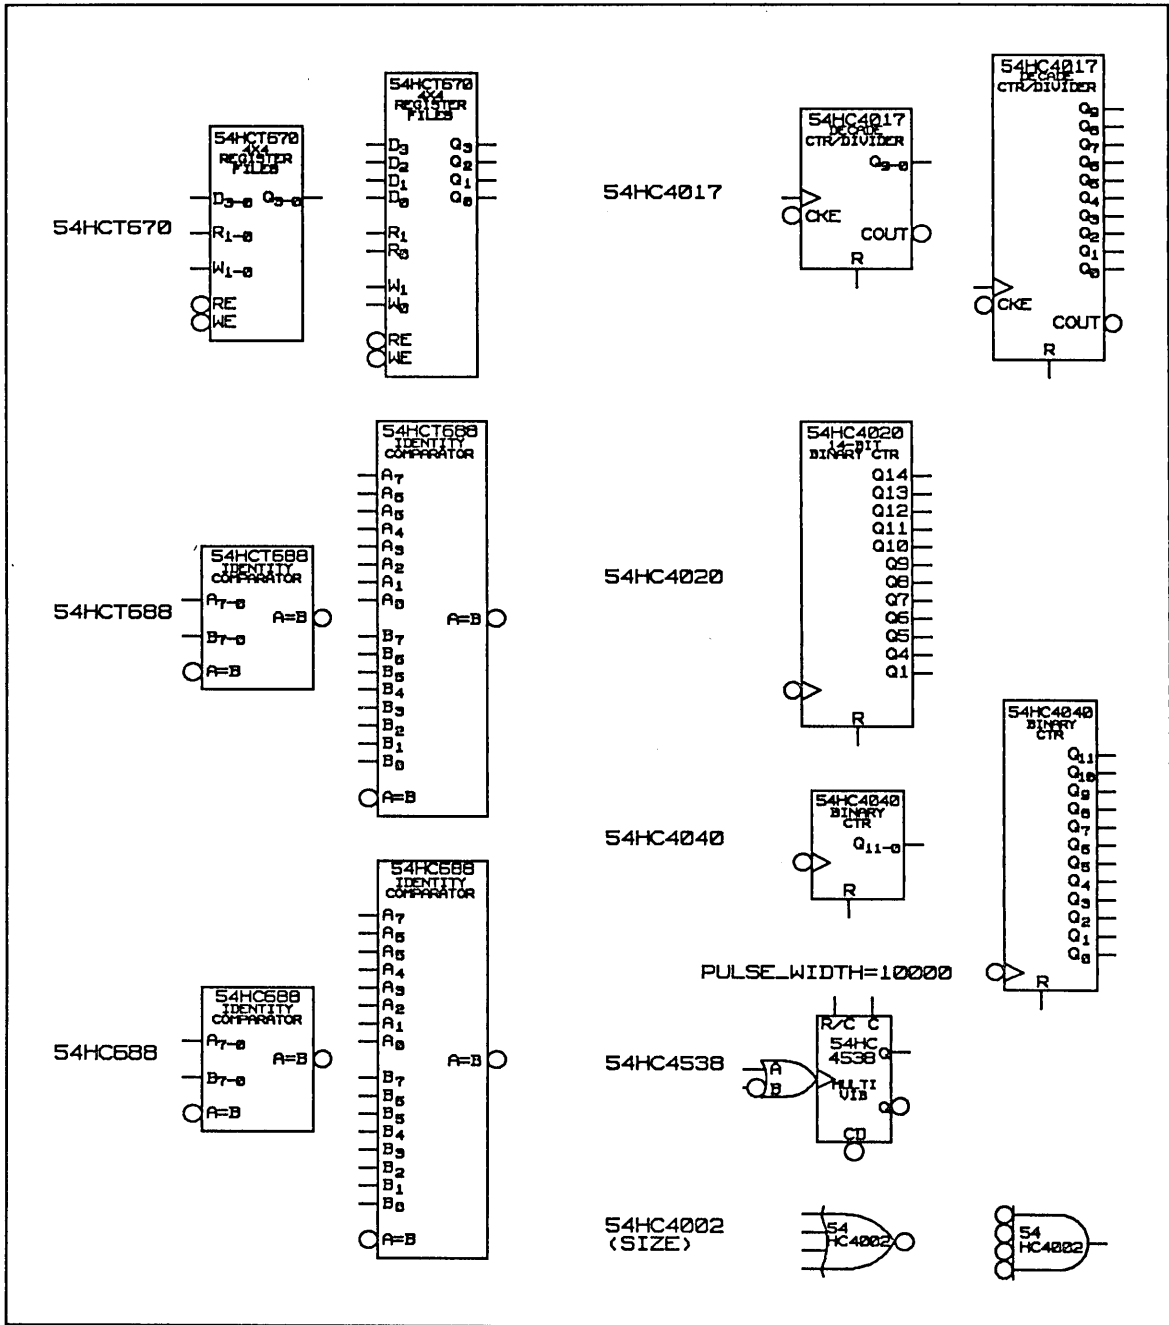 54HCT670
54HCT670
4X4
REGISTER
FILES
D3-0 Q3-0
R1-0
W1-0
RE
WE
54HCT670
4X4
REGISTER
FILES
D3 Q3
D2 Q2
D1 Q1
D0 Q0
R1
R0
W1
W0
RE
WE
54HC4017
54HC4017
DECADE
CTR/DIVIDER
Q9-0
CKE
COUT
R
54HC4017
DECADE
CTR/DIVIDER
Q9
Q8
Q7
Q6
Q5
Q4
Q3
Q2
Q1
Q0
CKE
COUT
R
54HCT688
54HCT688
IDENTITY
COMPARATOR
A7-0
A=B
B7-0
A=B
54HCT688
IDENTITY
COMPARATOR
A7
A6
A5
A4
A3
A2
A1
A0
A=B
B7
B6
B5
B4
B3
B2
B1
B0
A=B
54HC4020
54HC4020
14-BIT
BINARY CTR
Q14
Q13
Q12
Q11
Q10
Q9
Q8
Q7
Q6
Q5
Q4
Q1
R
54HC4040
54HC4040
BINARY
CTR
Q11-0
R
54HC4040
BINARY
CTR
Q11
Q10
Q9
Q8
Q7
Q6
Q5
Q4
Q3
Q2
Q1
Q0
R
54HC688
54HC688
IDENTITY
COMPARATOR
A7-0
A=B
B7-0
A=B
54HC688
IDENTITY
COMPARATOR
A7
A6
A5
A4
A3
A2
A1
A0
A=B
B7
B6
B5
B4
B3
B2
B1
B0
A=B
PULSE_WIDTH=10000
54HC4538
A
B
R/C C
54HC
4538
Q
MULTI
VIB
Q
CD
54HC4002
(SIZE)
54
HC4002
54
HC4002